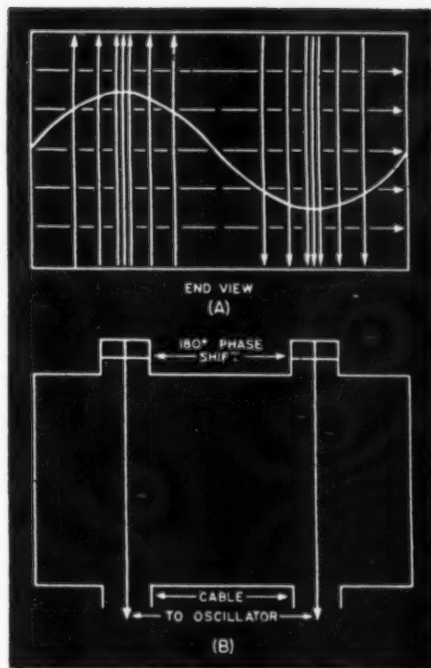 END VIEW
(A)
180° PHASE
SHIFT
CABLE
TO OSCILLATOR
(B)